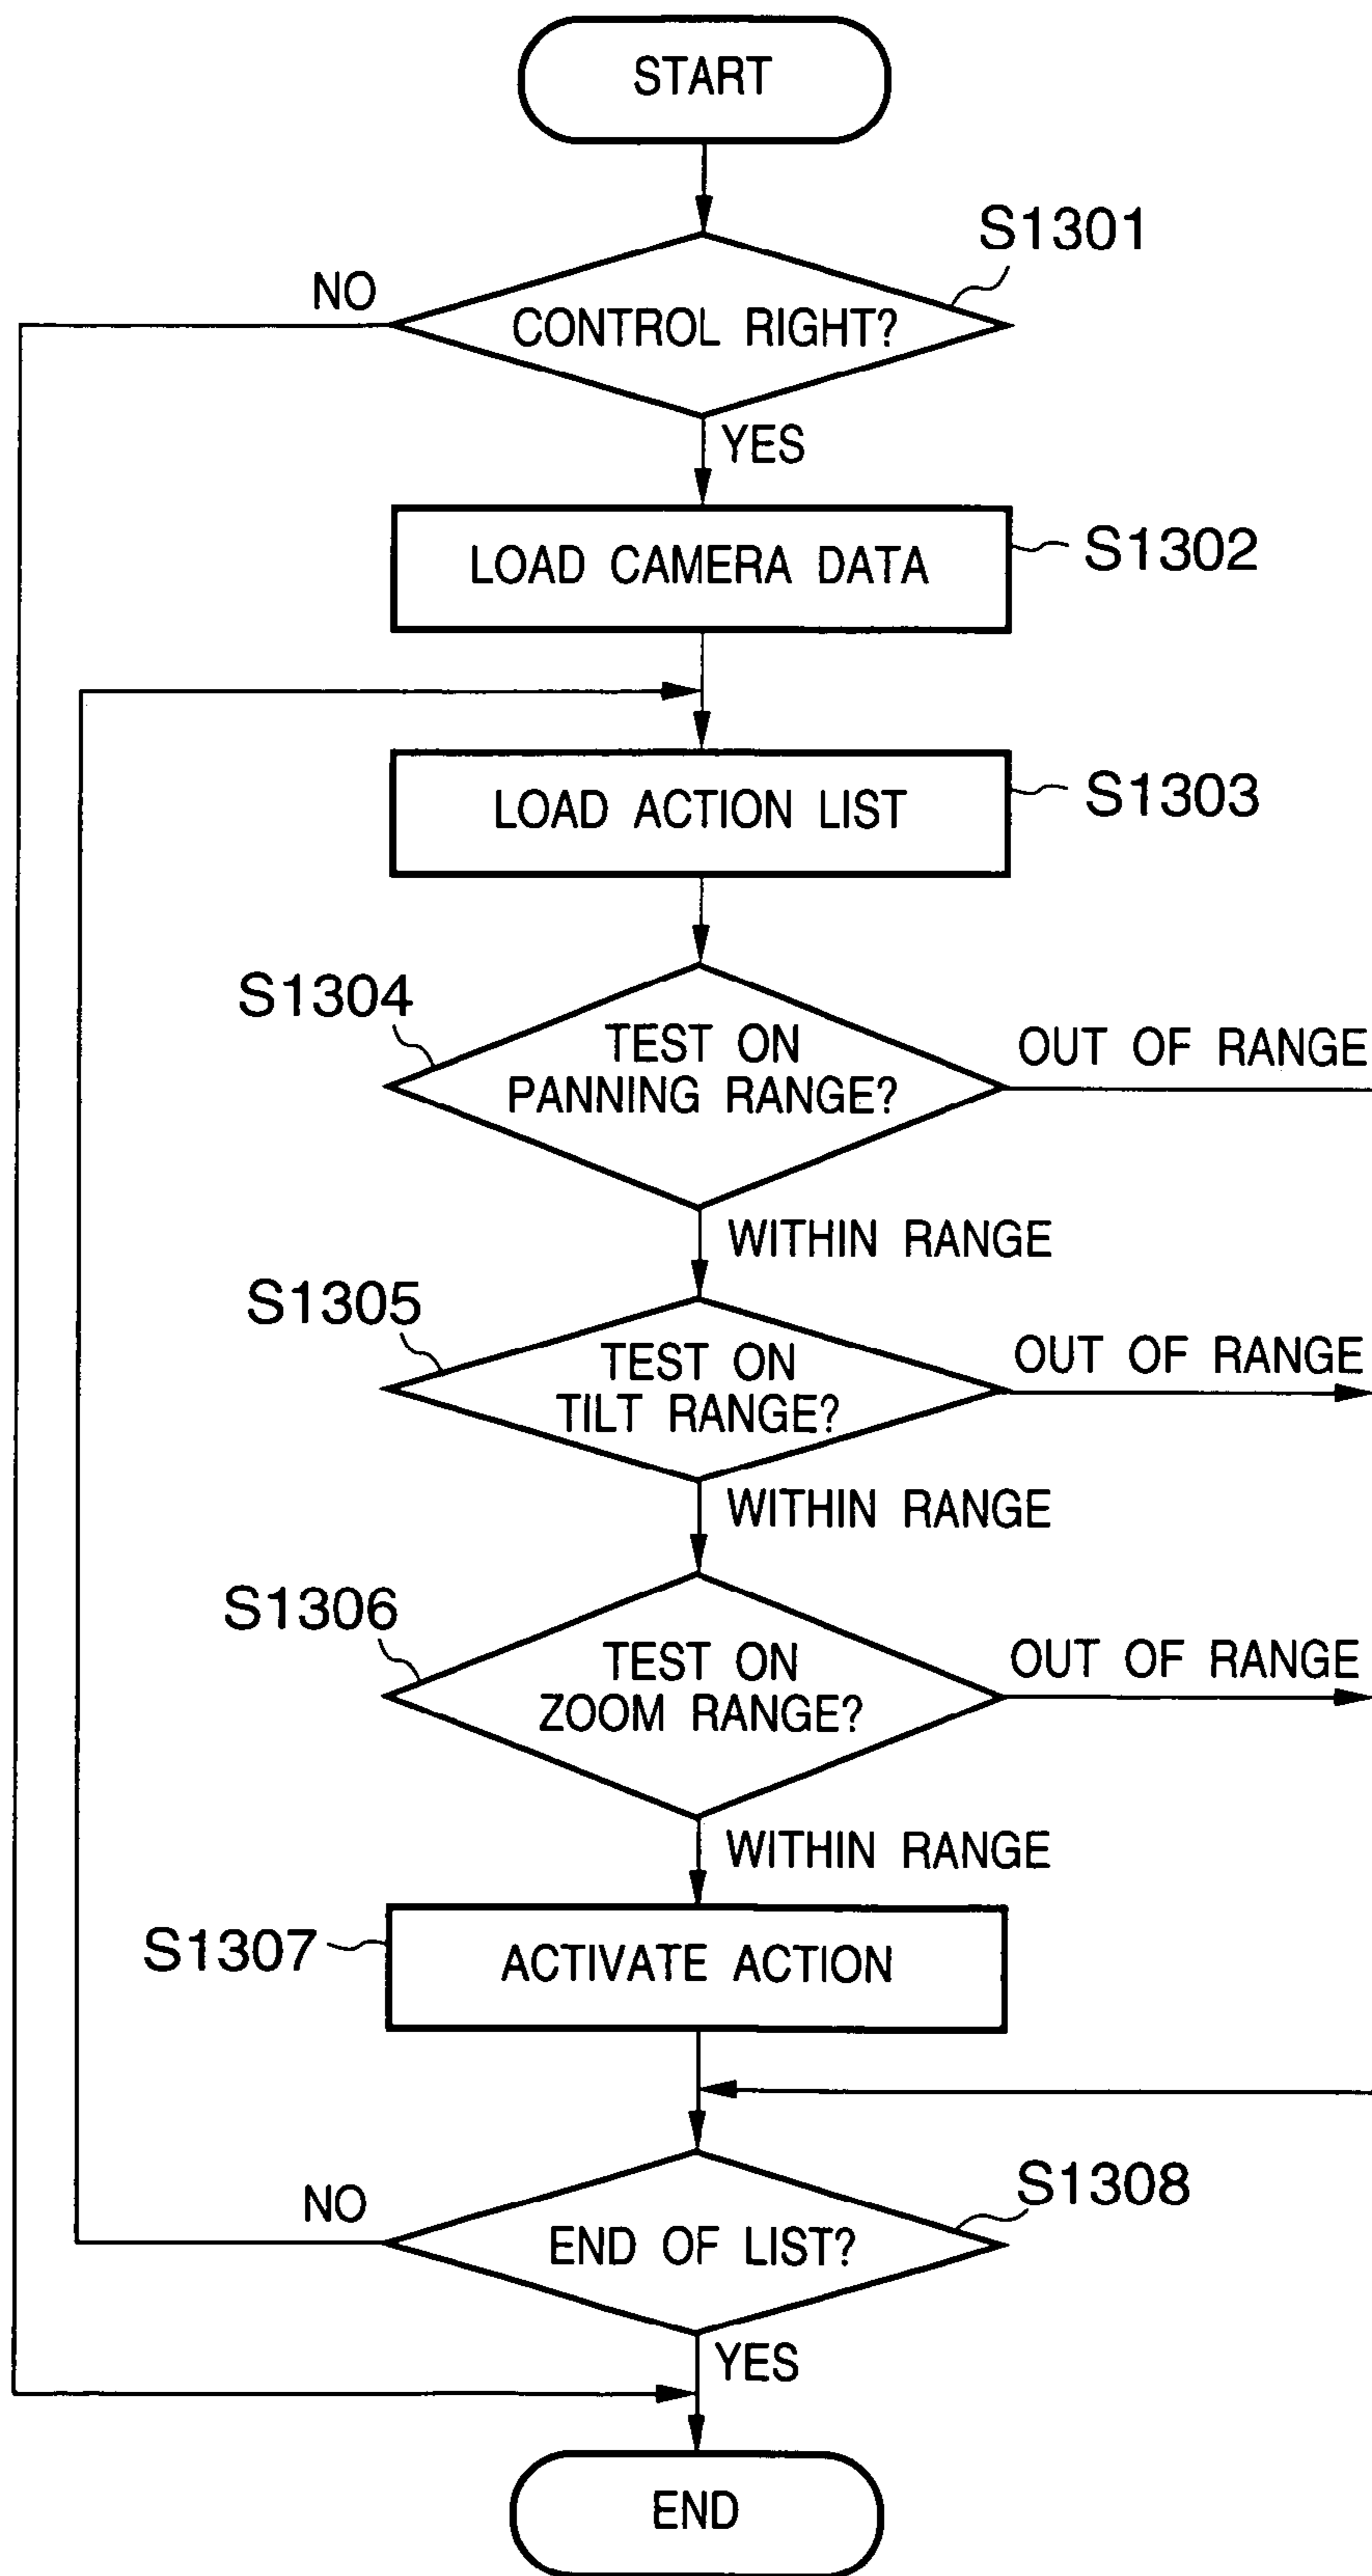 START
S1301
NO
CONTROL RIGHT?
YES
LOAD CAMERA DATA
S1302
LOAD ACTION LIST
S1303
S1304
TEST ON
PANNING RANGE?
OUT OF RANGE
WITHIN RANGE
S1305
TEST ON
TILT RANGE?
OUT OF RANGE
WITHIN RANGE
S1306
TEST ON
ZOOM RANGE?
OUT OF RANGE
WITHIN RANGE
S1307
ACTIVATE ACTION
S1308
NO
END OF LIST?
YES
END